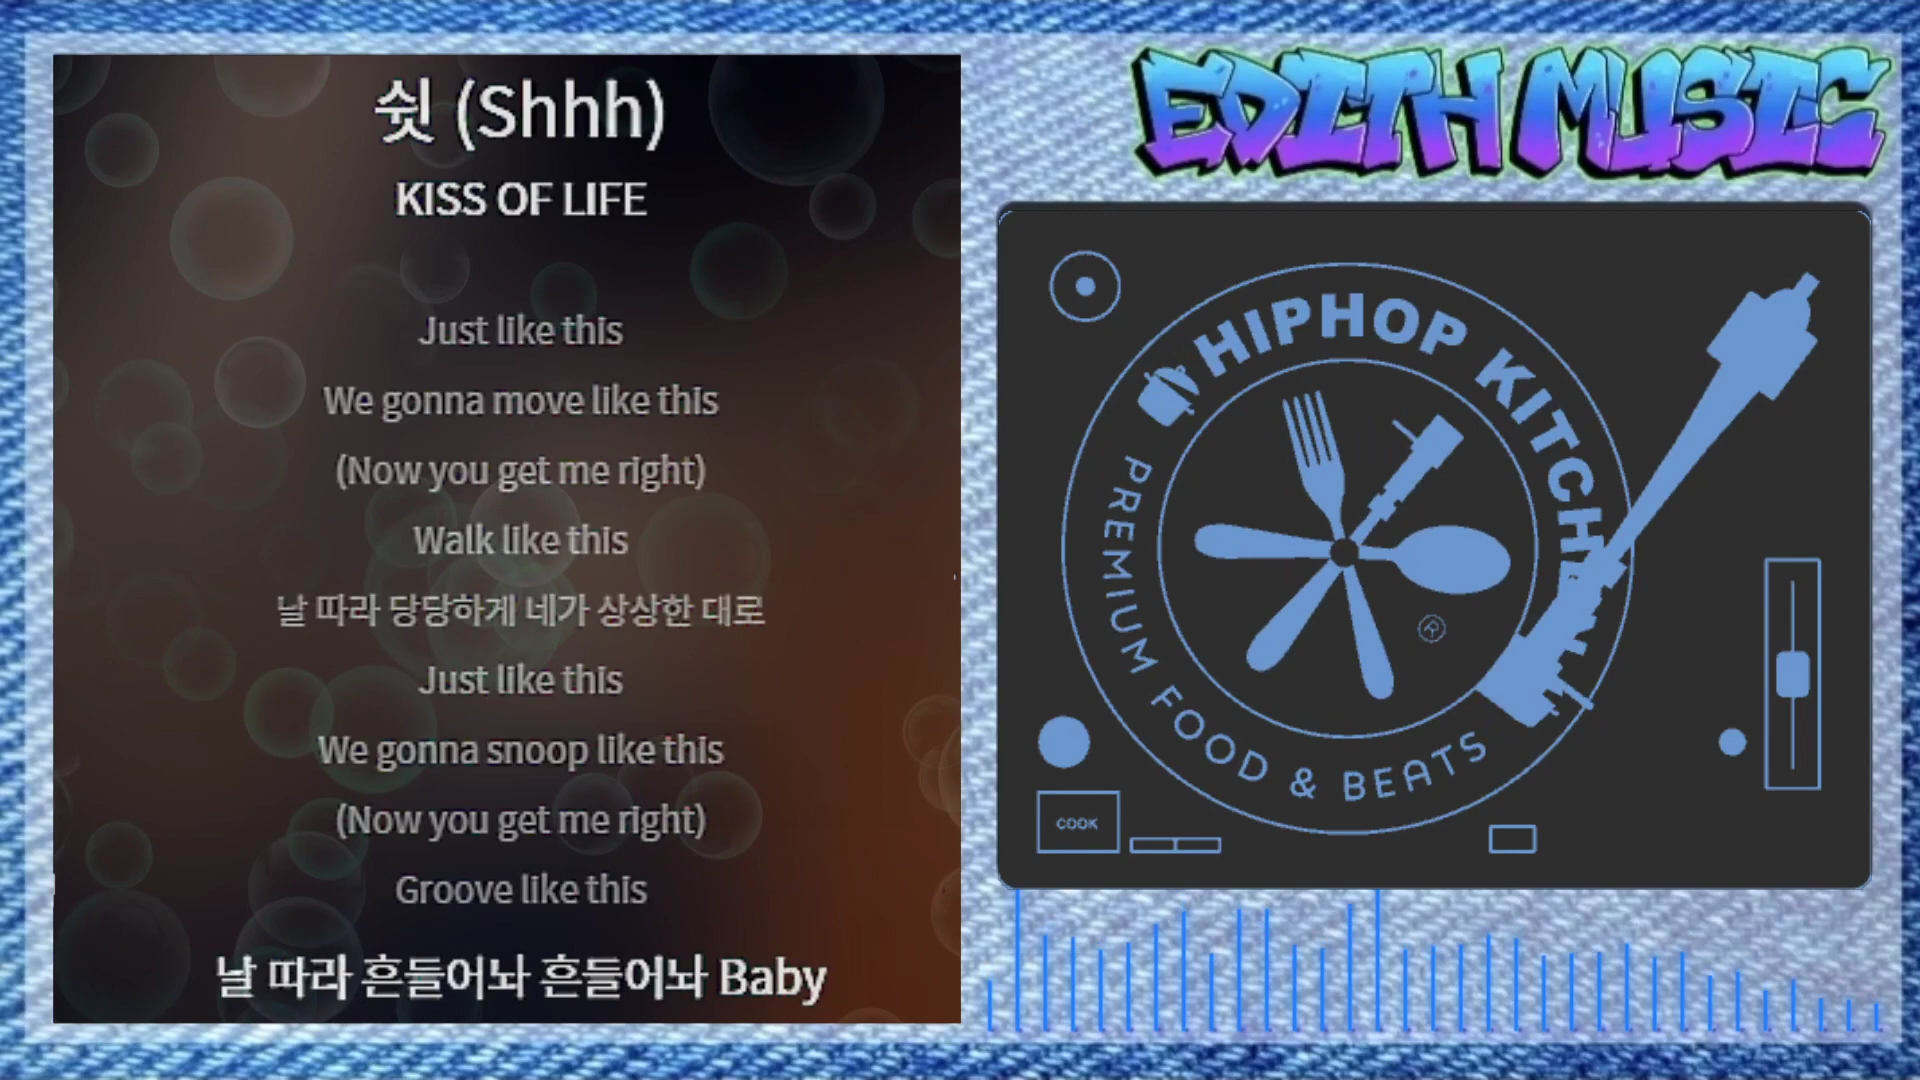 쉿 (Shhh)
KISS OF LIFE
Just like this
We gonna move like this
(Now you get me right)
Walk like this
날 따라 당당하게 네가 상상한 대로
Just like this
We gonna snoop like this
(Now you get me right)
Groove like this
날 따라 흔들어놔 흔들어놔 Baby
EDITH MUSIC
HIPHOP KITCH
PREMIUM FOOD & BEATS
®
COOK